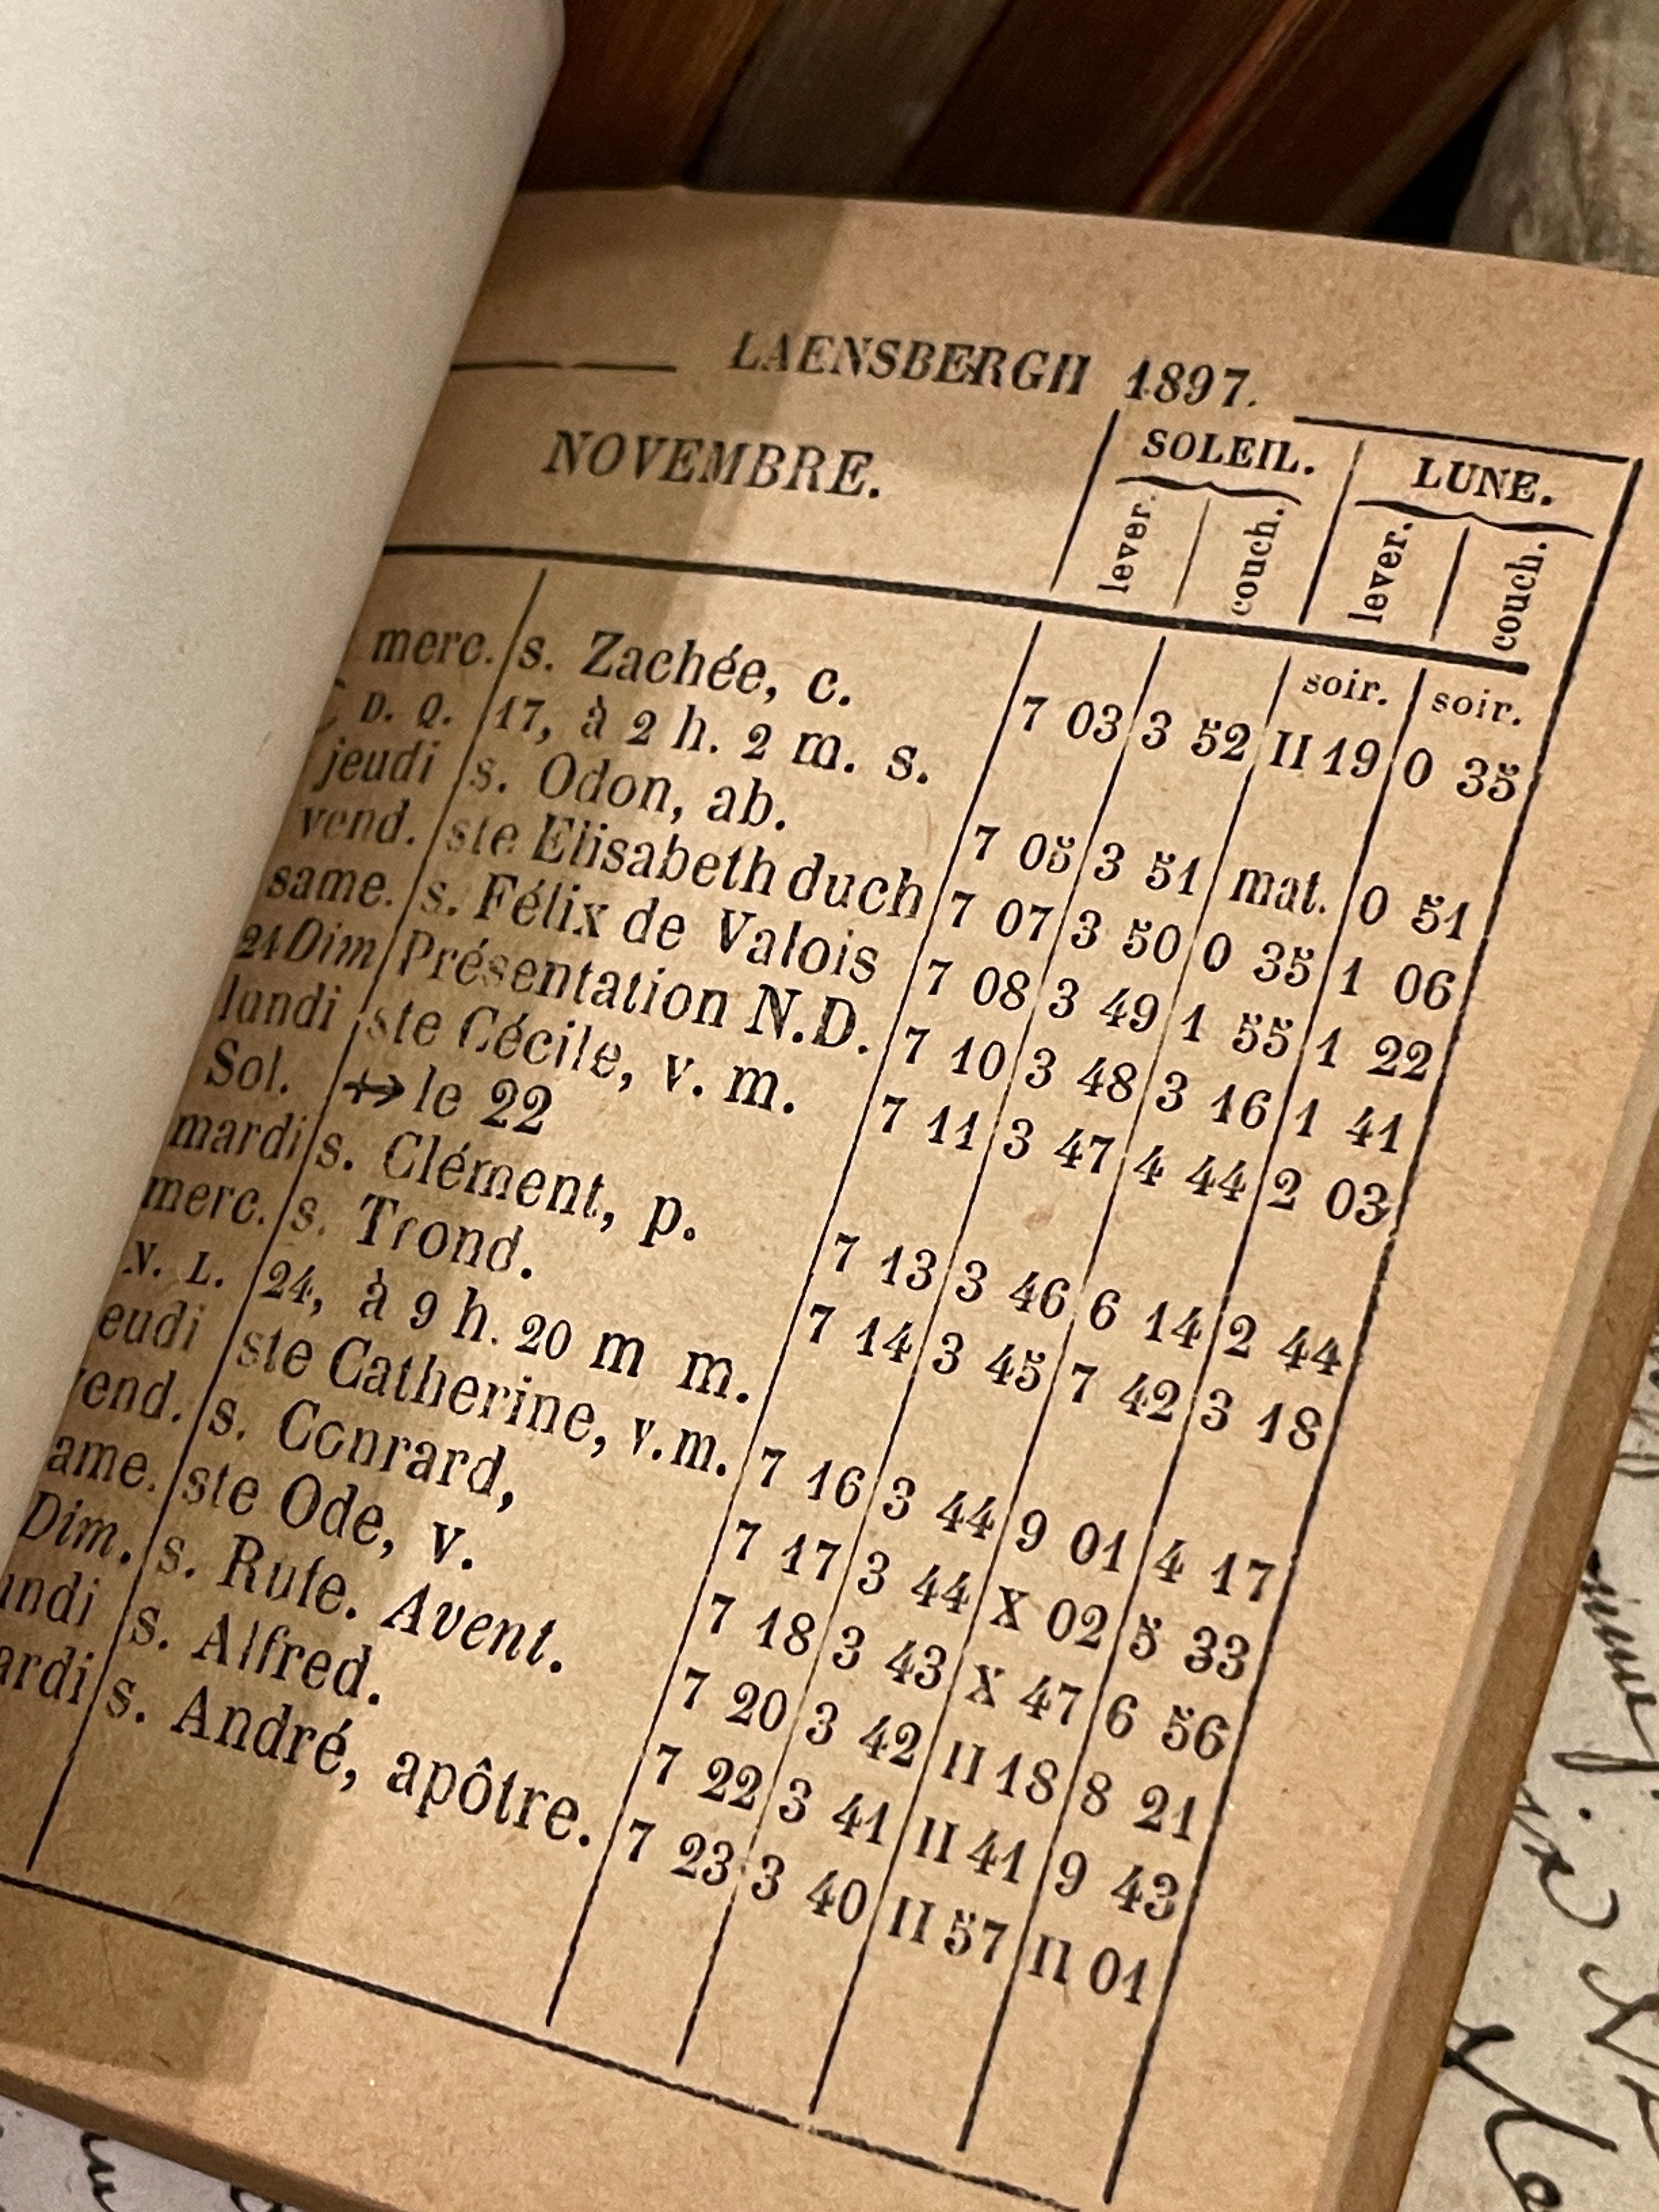 LAENSBERGH 1897.
NOVEMBRE.
SOLEIL. LUNE.
lever. couch. lever. couch.
soir. soir.
merc. s. Zachée, c. 7 03 3 52 II 19 0 35
D. Q. 17, à 2 h. 2 m. s.
jeudi s. Odon, ab. 7 05 3 51 mat. 0 51
vend. ste Elisabeth duch 7 07 3 50 0 35 1 06
same. s. Félix de Valois 7 08 3 49 1 55 1 22
24 Dim Présentation N.D. 7 10 3 48 3 16 1 41
lundi ste Cécile, v. m. 7 11 3 47 4 44 2 03
Sol. ↔ le 22
mardi s. Clément, p. 7 13 3 46 6 14 2 44
merc. s. Trond. 7 14 3 45 7 42 3 18
N. L. 24, à 9 h. 20 m m.
eudi ste Catherine, v.m. 7 16 3 44 9 01 4 17
end. s. Conrard, 7 17 3 44 X 02 5 33
ame. ste Ode, v. 7 18 3 43 X 47 6 56
Dim. s. Rufe. Avent. 7 20 3 42 II 18 8 21
undi s. Alfred. 7 22 3 41 II 41 9 43
ardi s. André, apôtre. 7 23 3 40 II 57 II 01